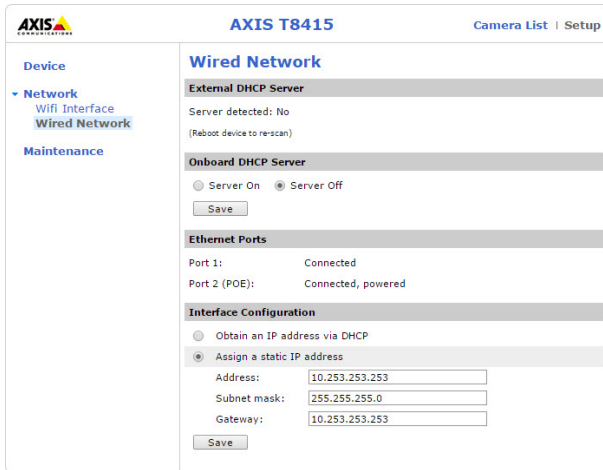 AXIS
COMMUNICATIONS
AXIS T8415
Camera List | Setup
Device
Network
Wifi Interface
Wired Network
Maintenance
Wired Network
External DHCP Server
Server detected: No
(Reboot device to re-scan)
Onboard DHCP Server
Server On Server Off
Save
Ethernet Ports
Port 1: Connected
Port 2 (POE): Connected, powered
Interface Configuration
Obtain an IP address via DHCP
Assign a static IP address
Address: 10.253.253.253
Subnet mask: 255.255.255.0
Gateway: 10.253.253.253
Save